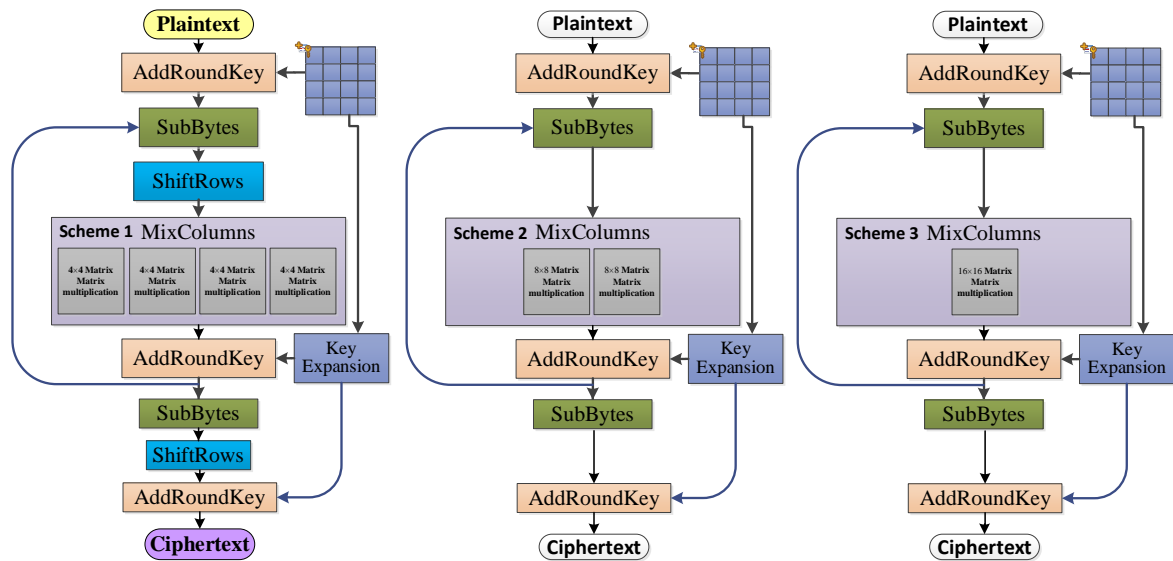 Plaintext
AddRoundKey
SubBytes
ShiftRows
Scheme 1 MixColumns
4×4 Matrix
Matrix
multiplication
4×4 Matrix
Matrix
multiplication
4×4 Matrix
Matrix
multiplication
4×4 Matrix
Matrix
multiplication
AddRoundKey
Key
Expansion
SubBytes
ShiftRows
AddRoundKey
Ciphertext
Plaintext
AddRoundKey
SubBytes
Scheme 2 MixColumns
8×8 Matrix
Matrix
multiplication
8×8 Matrix
Matrix
multiplication
AddRoundKey
Key
Expansion
SubBytes
AddRoundKey
Ciphertext
Plaintext
AddRoundKey
SubBytes
Scheme 3 MixColumns
16×16 Matrix
Matrix
multiplication
AddRoundKey
Key
Expansion
SubBytes
AddRoundKey
Ciphertext